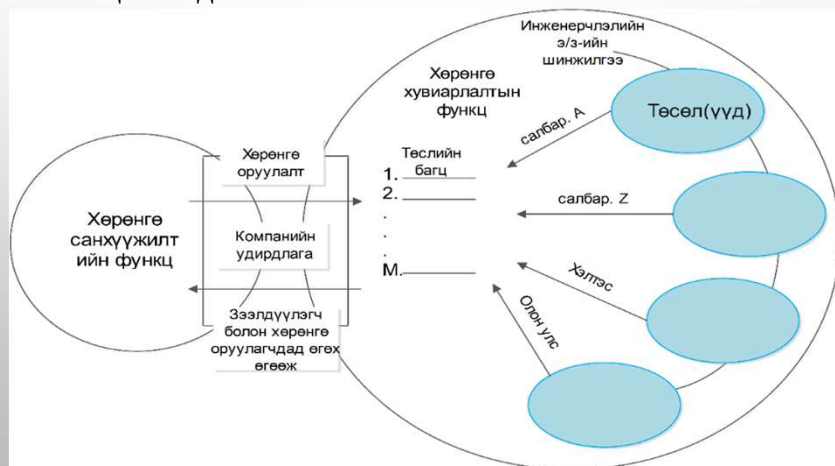 Инженерчлэлийн
э/з-ийн
шинжилгээ
Хөрөнгө
хувиарлалтын
функц
Төсөл(үүд)
салбар. А
Хөрөнгө
оруулалт
Төслийн
багц
1.
2.
.
.
.
М.
салбар. Z
Хөрөнгө
санхүүжилт
ийн функц
Компанийн
удирдлага
Хэлтэс
Олон улс
Зээлдүүлэгч
болон хөрөнгө
оруулагчдад өгөх
өгөөж